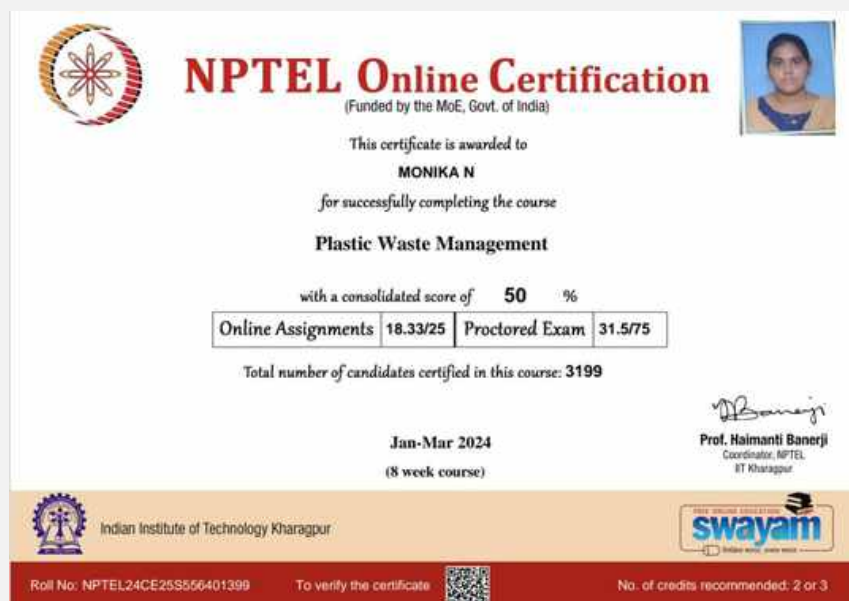 NPTEL Online Certification
(Funded by the MoE, Govt. of India)
This certificate is awarded to
MONIKA N
for successfully completing the course
Plastic Waste Management
with a consolidated score of 50 %
Online Assignments 18.33/25 Proctored Exam 31.5/75
Total number of candidates certified in this course: 3199
Jan-Mar 2024
(8 week course)
Prof. Haimanti Banerji
Coordinator, NPTEL
IIT Kharagpur
Indian Institute of Technology Kharagpur
FREE ONLINE EDUCATION
swayam
Roll No: NPTEL24CE25S556401399 To verify the certificate No. of credits recommended: 2 or 3